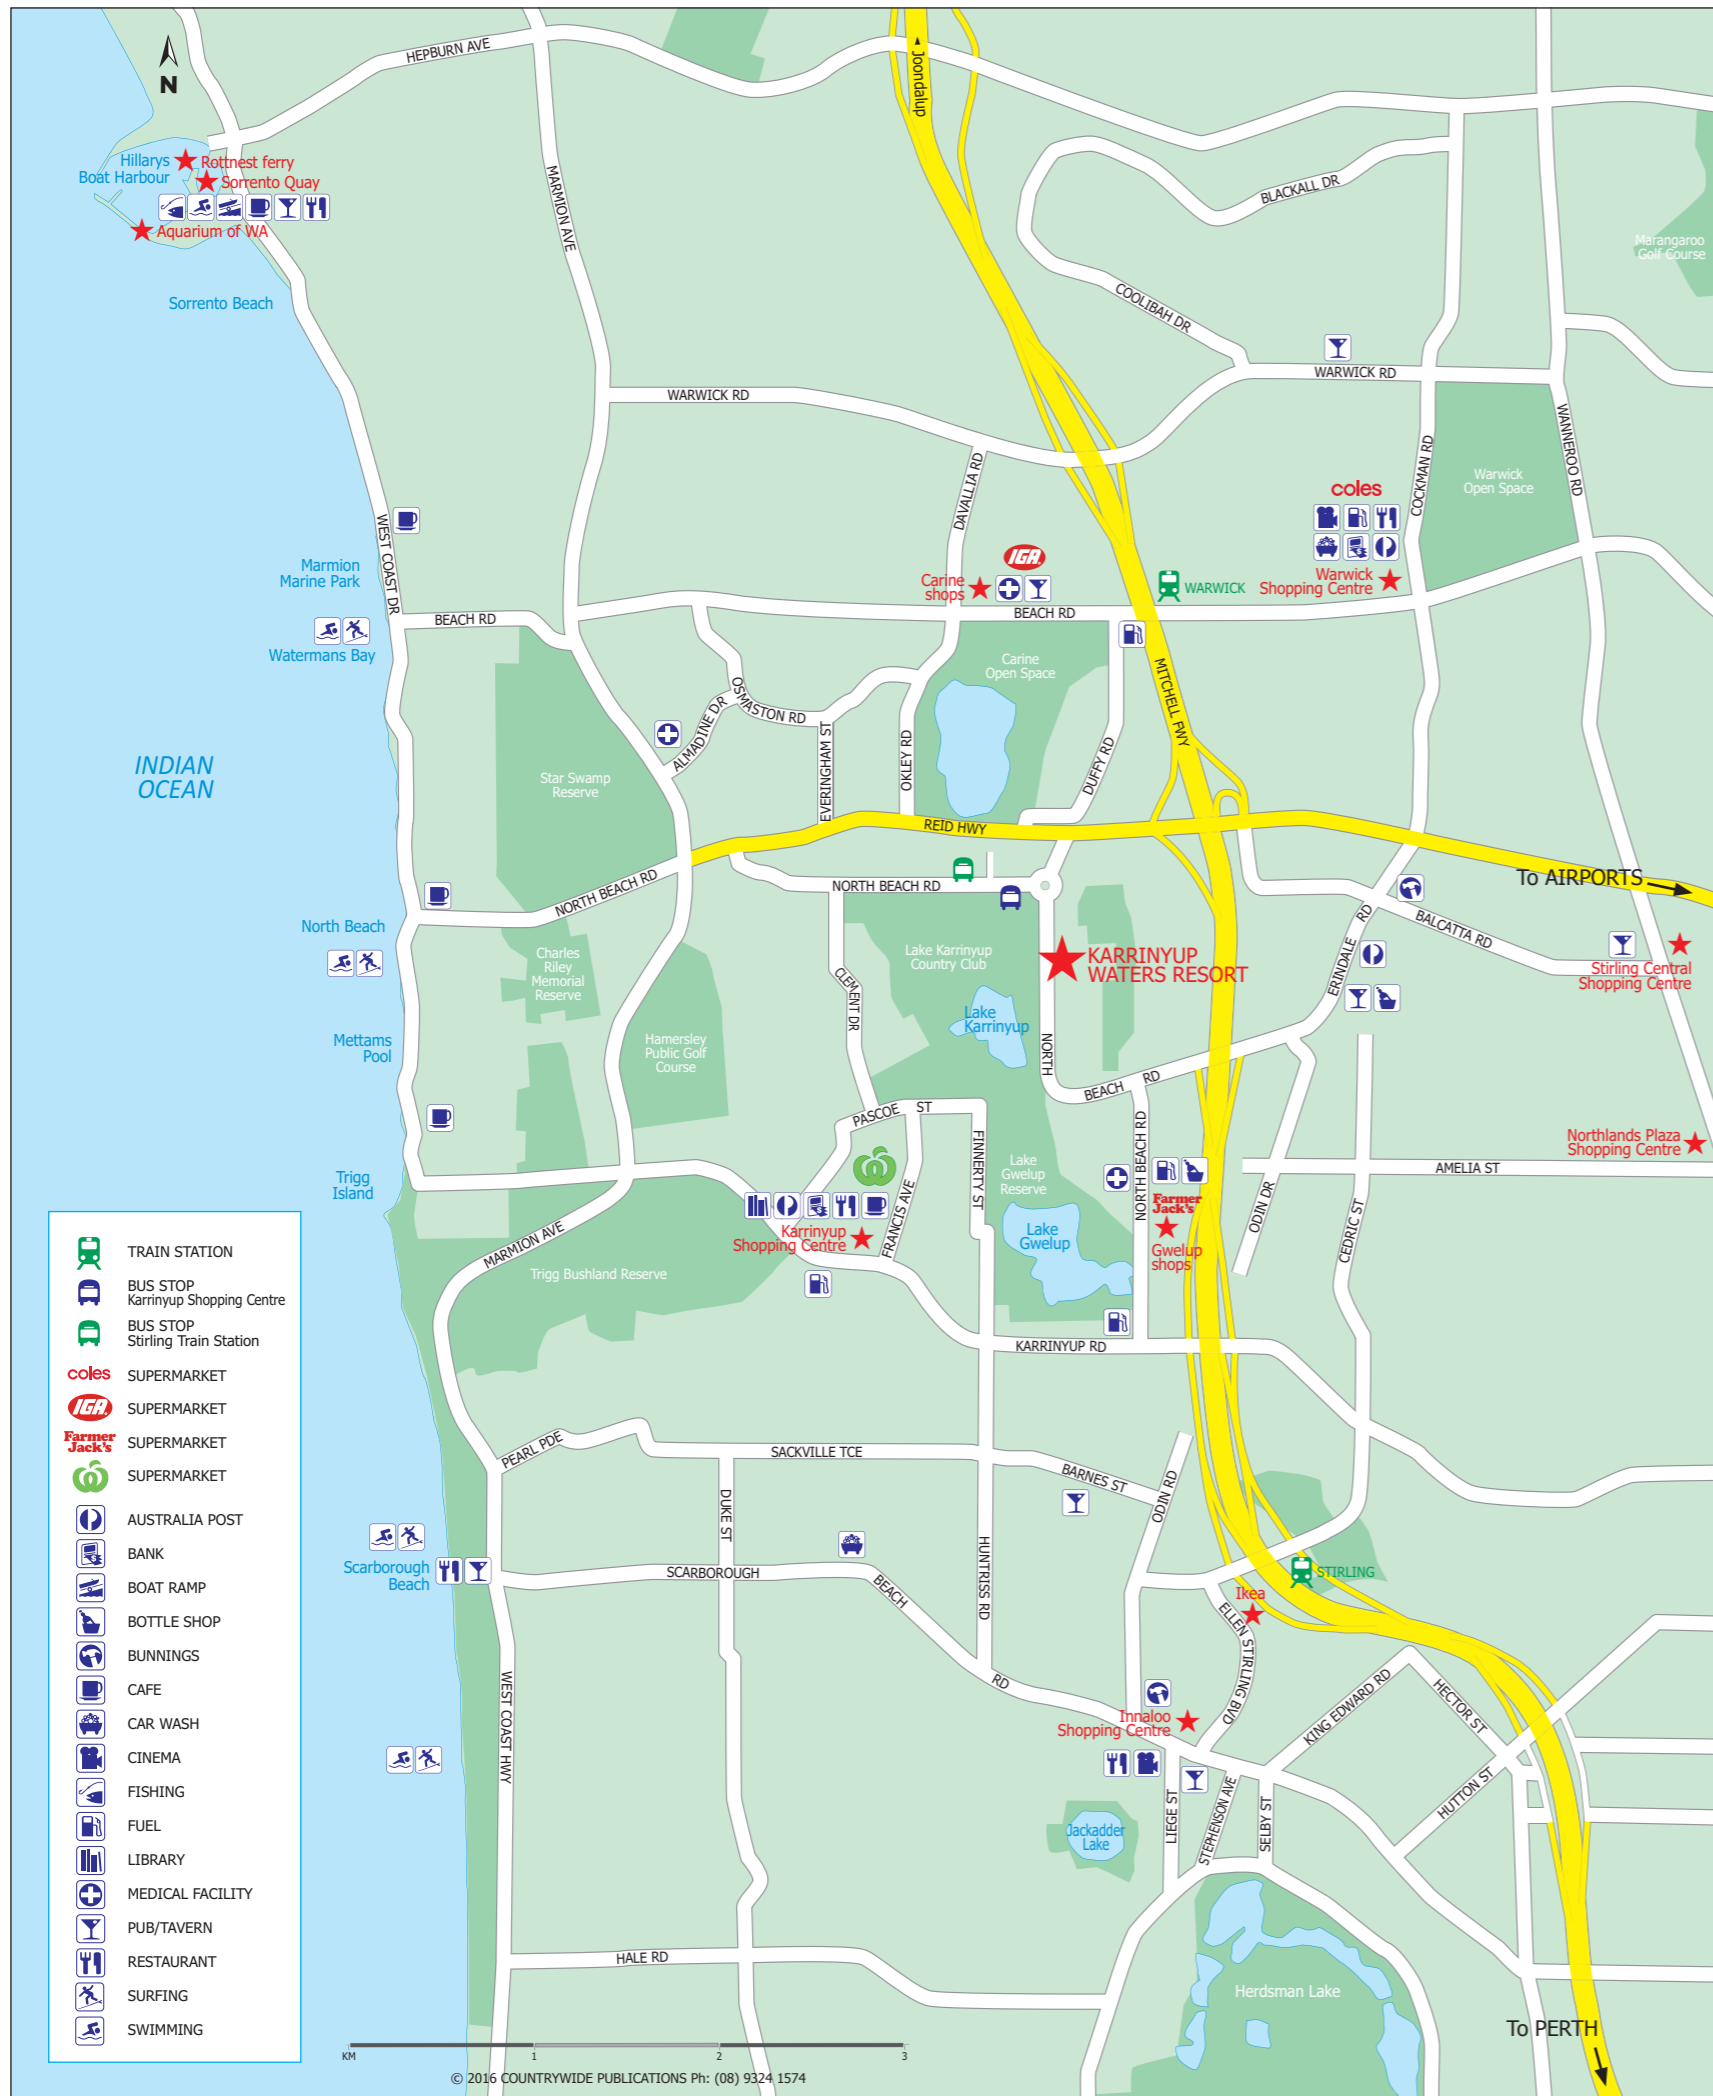 Joondalup
HEPBURN AVE
N
Hillarys
Boat Harbour
Rottnest ferry
Sorrento Quay
Aquarium of WA
Sorrento Beach
MARMION AVE
BLACKALL DR
COOLIBAH DR
Marangaroo
Golf Course
WARWICK RD
WARWICK RD
WANNEROO RD
COCKMAN RD
Warwick
Open Space
DAVALLIA RD
coles
Warwick
Shopping Centre
WEST COAST DR
Marmion
Marine Park
IGA
Carine
shops
WARWICK
BEACH RD
BEACH RD
Watermans Bay
Carine
Open Space
MITCHELL FWY
OSMASTON RD
ALMADINE DR
EVERINGHAM ST
OKLEY RD
DUFFY RD
INDIAN
OCEAN
Star Swamp
Reserve
REID HWY
NORTH BEACH RD
NORTH BEACH RD
To AIRPORTS
BALCATTA RD
ERINDALE RD
North Beach
Charles
Riley
Memorial
Reserve
Lake Karrinyup
Country Club
KARRINYUP
WATERS RESORT
Stirling Central
Shopping Centre
CLEMENT DR
Lake
Karrinyup
Mettams
Pool
Hamersley
Public Golf
Course
NORTH
BEACH RD
PASCOE ST
FINNERTY ST
NORTH BEACH RD
Northlands Plaza
Shopping Centre
AMELIA ST
Lake
Gwelup
Reserve
Trigg
Island
Farmer
Jack's
Gwelup
shops
FRANCIS AVE
Karrinyup
Shopping Centre
Lake
Gwelup
ODIN DR
CEDRIC ST
MARMION AVE
Trigg Bushland Reserve
KARRINYUP RD
TRAIN STATION
BUS STOP
Karrinyup Shopping Centre
BUS STOP
Stirling Train Station
coles SUPERMARKET
IGA SUPERMARKET
Farmer
Jack's SUPERMARKET
SUPERMARKET
AUSTRALIA POST
BANK
BOAT RAMP
BOTTLE SHOP
BUNNINGS
CAFE
CAR WASH
CINEMA
FISHING
FUEL
LIBRARY
MEDICAL FACILITY
PUB/TAVERN
RESTAURANT
SURFING
SWIMMING
PEARL PDE
SACKVILLE TCE
BARNES ST
ODIN RD
DUKE ST
HUNTRISS RD
Scarborough
Beach
SCARBOROUGH
BEACH
RD
STIRLING
Ikea
ELLEN STIRLING BVD
WEST COAST HWY
Innaloo
Shopping Centre
KING EDWARD RD
HECTOR ST
HUTTON ST
LIEGE ST
STEPHENSON AVE
SELBY ST
Jackadder
Lake
HALE RD
Herdsman Lake
To PERTH
KM 1 2 3
© 2016 COUNTRYWIDE PUBLICATIONS Ph: (08) 9324 1574